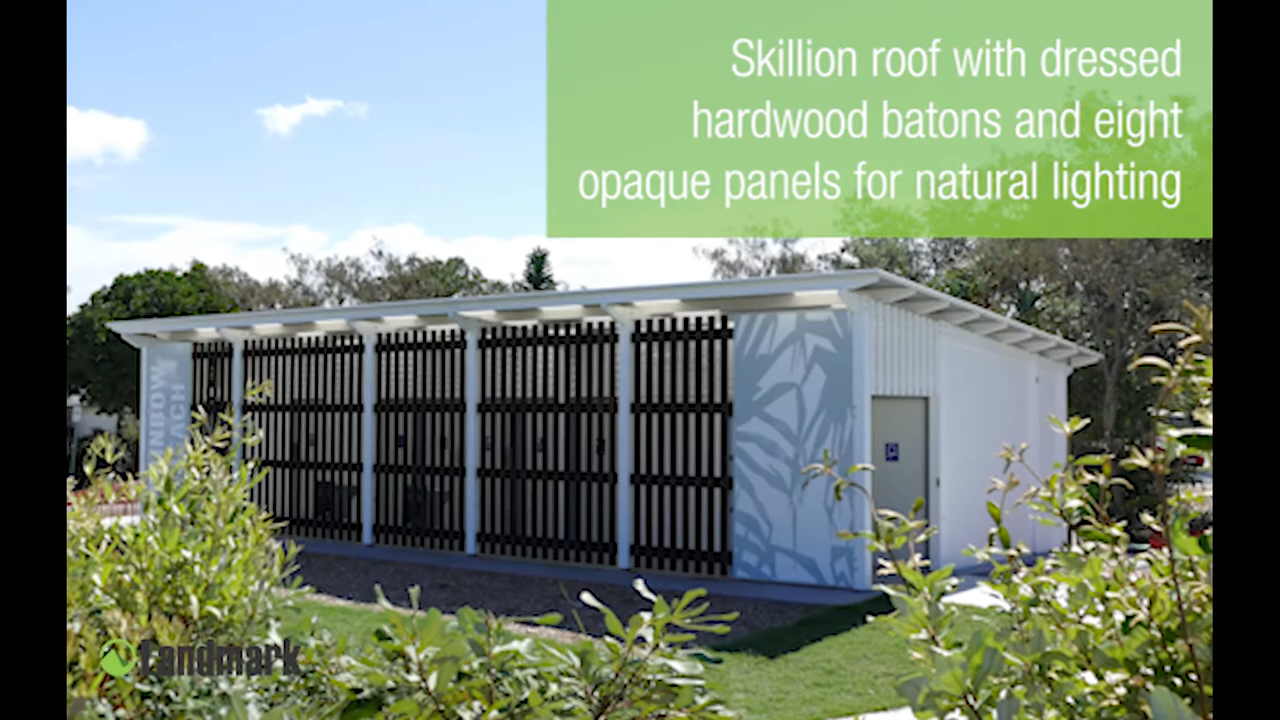 Skillion roof with dressed
hardwood batons and eight
opaque panels for natural lighting
Landmark